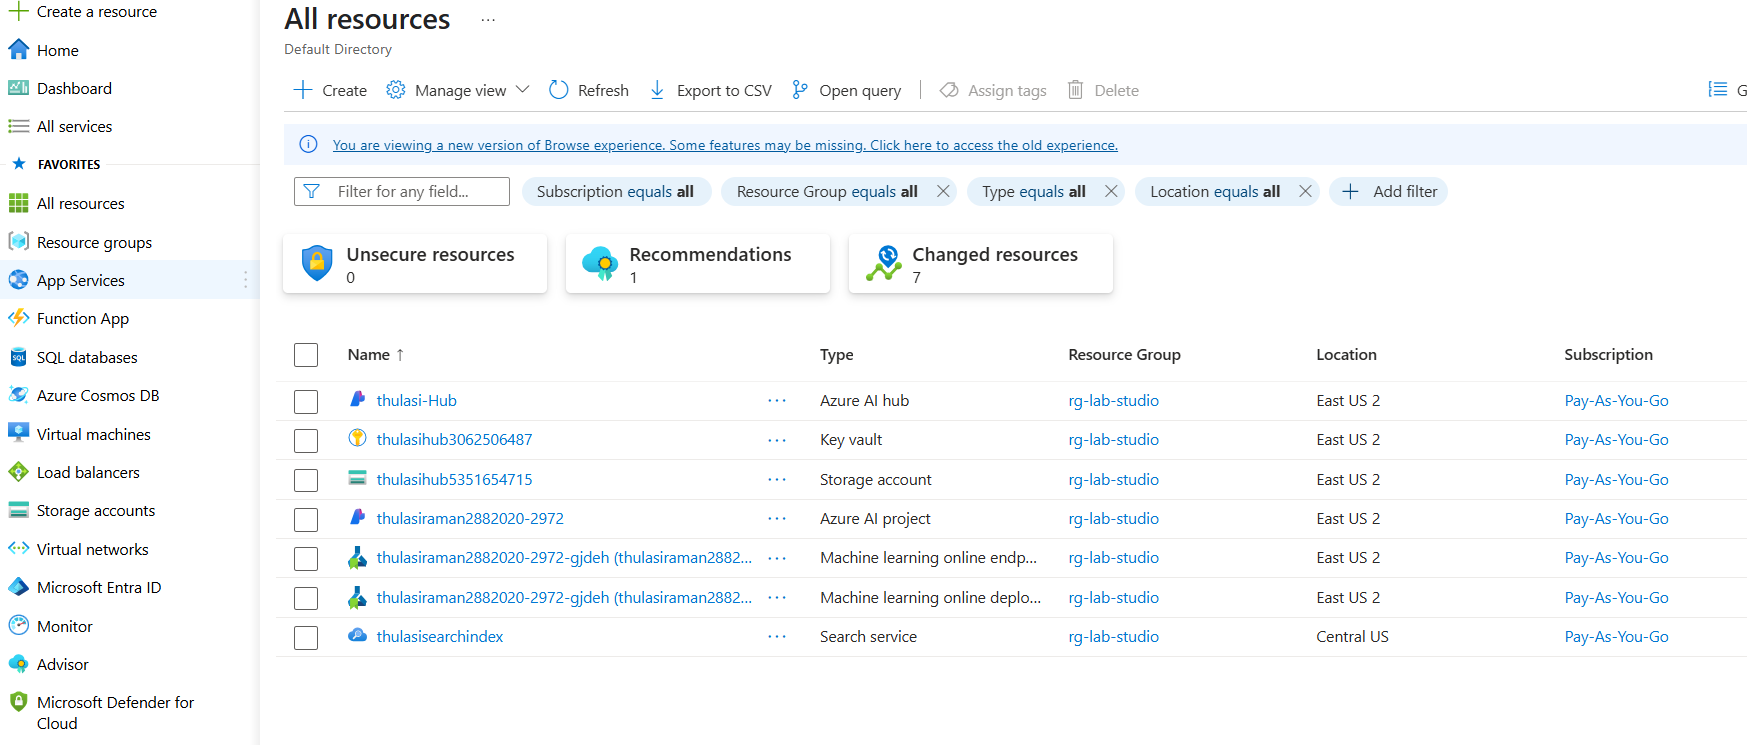 Create a resource
Home
Dashboard
All services
FAVORITES
All resources
Resource groups
App Services
Function App
SQL databases
Azure Cosmos DB
Virtual machines
Load balancers
Storage accounts
Virtual networks
Microsoft Entra ID
Monitor
Advisor
Microsoft Defender for
Cloud
All resources ...
Default Directory
Create Manage view Refresh Export to CSV Open query Assign tags Delete G
You are viewing a new version of Browse experience. Some features may be missing. Click here to access the old experience.
Filter for any field... Subscription equals all Resource Group equals all Type equals all Location equals all Add filter
Unsecure resources
0
Recommendations
1
Changed resources
7
Name ↑ Type Resource Group Location Subscription
thulasi-Hub ... Azure AI hub rg-lab-studio East US 2 Pay-As-You-Go
thulasihub3062506487 ... Key vault rg-lab-studio East US 2 Pay-As-You-Go
thulasihub5351654715 ... Storage account rg-lab-studio East US 2 Pay-As-You-Go
thulasiraman2882020-2972 ... Azure AI project rg-lab-studio East US 2 Pay-As-You-Go
thulasiraman2882020-2972-gjdeh (thulasiraman2882... ... Machine learning online endp... rg-lab-studio East US 2 Pay-As-You-Go
thulasiraman2882020-2972-gjdeh (thulasiraman2882... ... Machine learning online deplo... rg-lab-studio East US 2 Pay-As-You-Go
thulasisearchindex ... Search service rg-lab-studio Central US Pay-As-You-Go